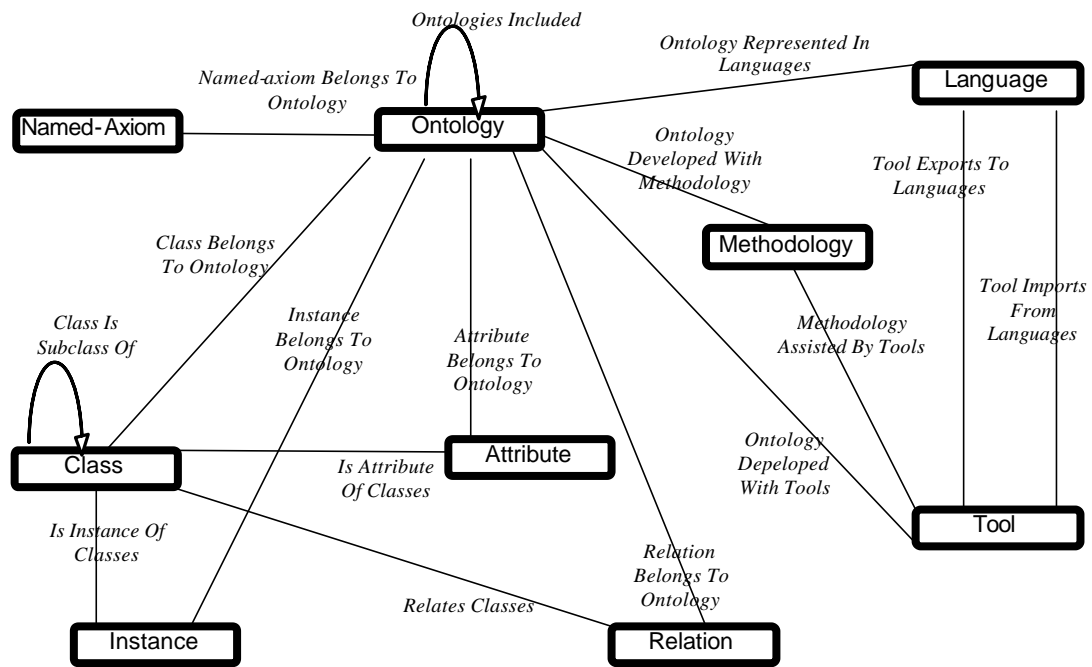 Ontologies Included
Ontology Represented In
Languages
Language
Named-axiom Belongs To
Ontology
Named-Axiom
Ontology
Ontology
Developed With
Methodology
Tool Exports To
Languages
Methodology
Class Belongs
To Ontology
Tool Imports
From
Languages
Class Is
Subclass Of
Instance
Belongs To
Ontology
Attribute
Belongs To
Ontology
Methodology
Assisted By Tools
Class
Is Attribute
Of Classes
Attribute
Ontology
Depeloped
With Tools
Is Instance Of
Classes
Tool
Relation
Belongs To
Ontology
Relates Classes
Instance
Relation